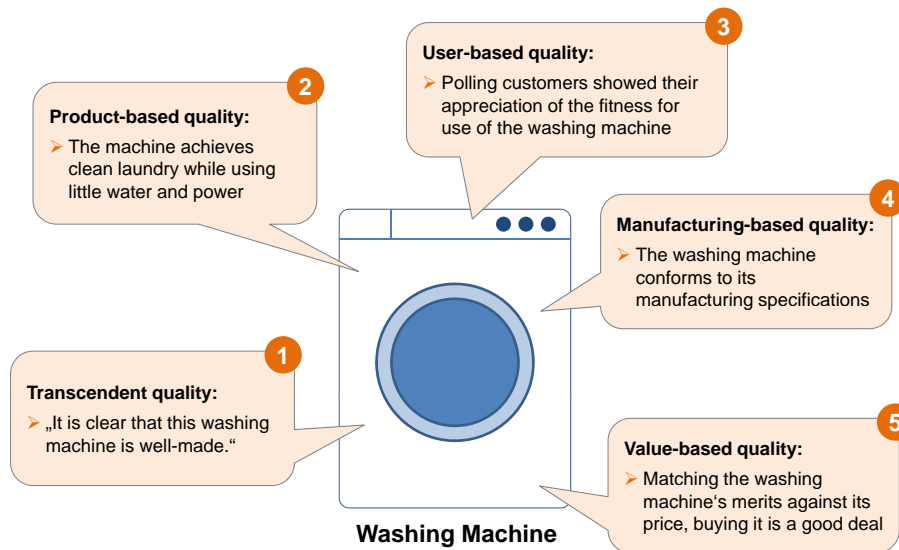 3
User-based quality:
➢ Polling customers showed their
appreciation of the fitness for
use of the washing machine
2
Product-based quality:
➢ The machine achieves
clean laundry while using
little water and power
4
Manufacturing-based quality:
➢ The washing machine
conforms to its
manufacturing specifications
1
Transcendent quality:
➢ „It is clear that this washing
machine is well-made.“
5
Value-based quality:
➢ Matching the washing
machine‘s merits against its
price, buying it is a good deal
Washing Machine